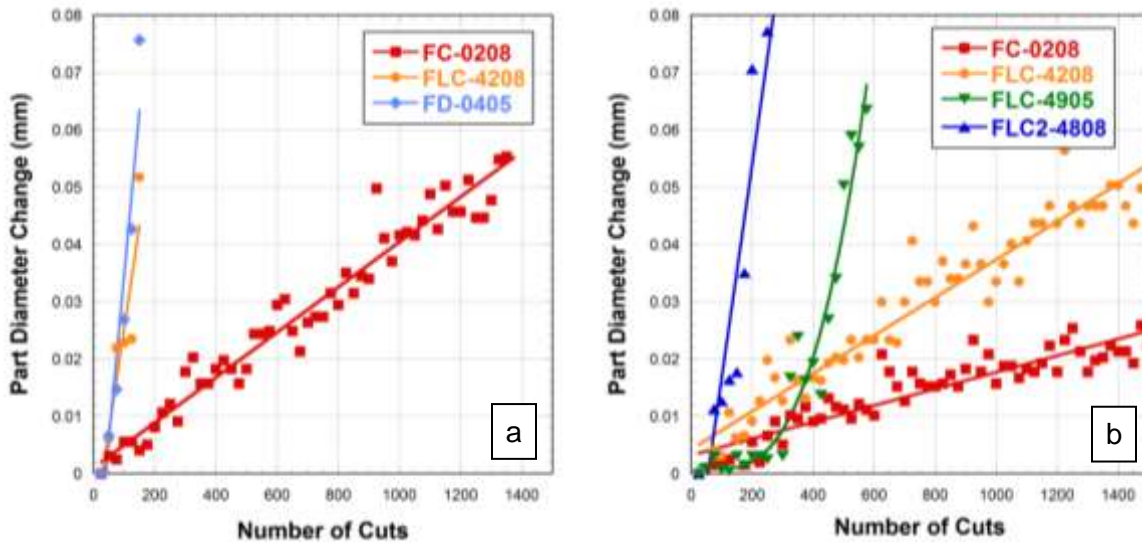 0.08
0.07
0.06
0.05
0.04
0.03
0.02
0.01
0
Part Diameter Change (mm)
FC-0208
FLC-4208
FD-0405
a
0 200 400 600 800 1000 1200 1400
Number of Cuts
0.08
0.07
0.06
0.05
0.04
0.03
0.02
0.01
0
Part Diameter Change (mm)
FC-0208
FLC-4208
FLC-4905
FLC2-4808
b
0 200 400 600 800 1000 1200 1400
Number of Cuts